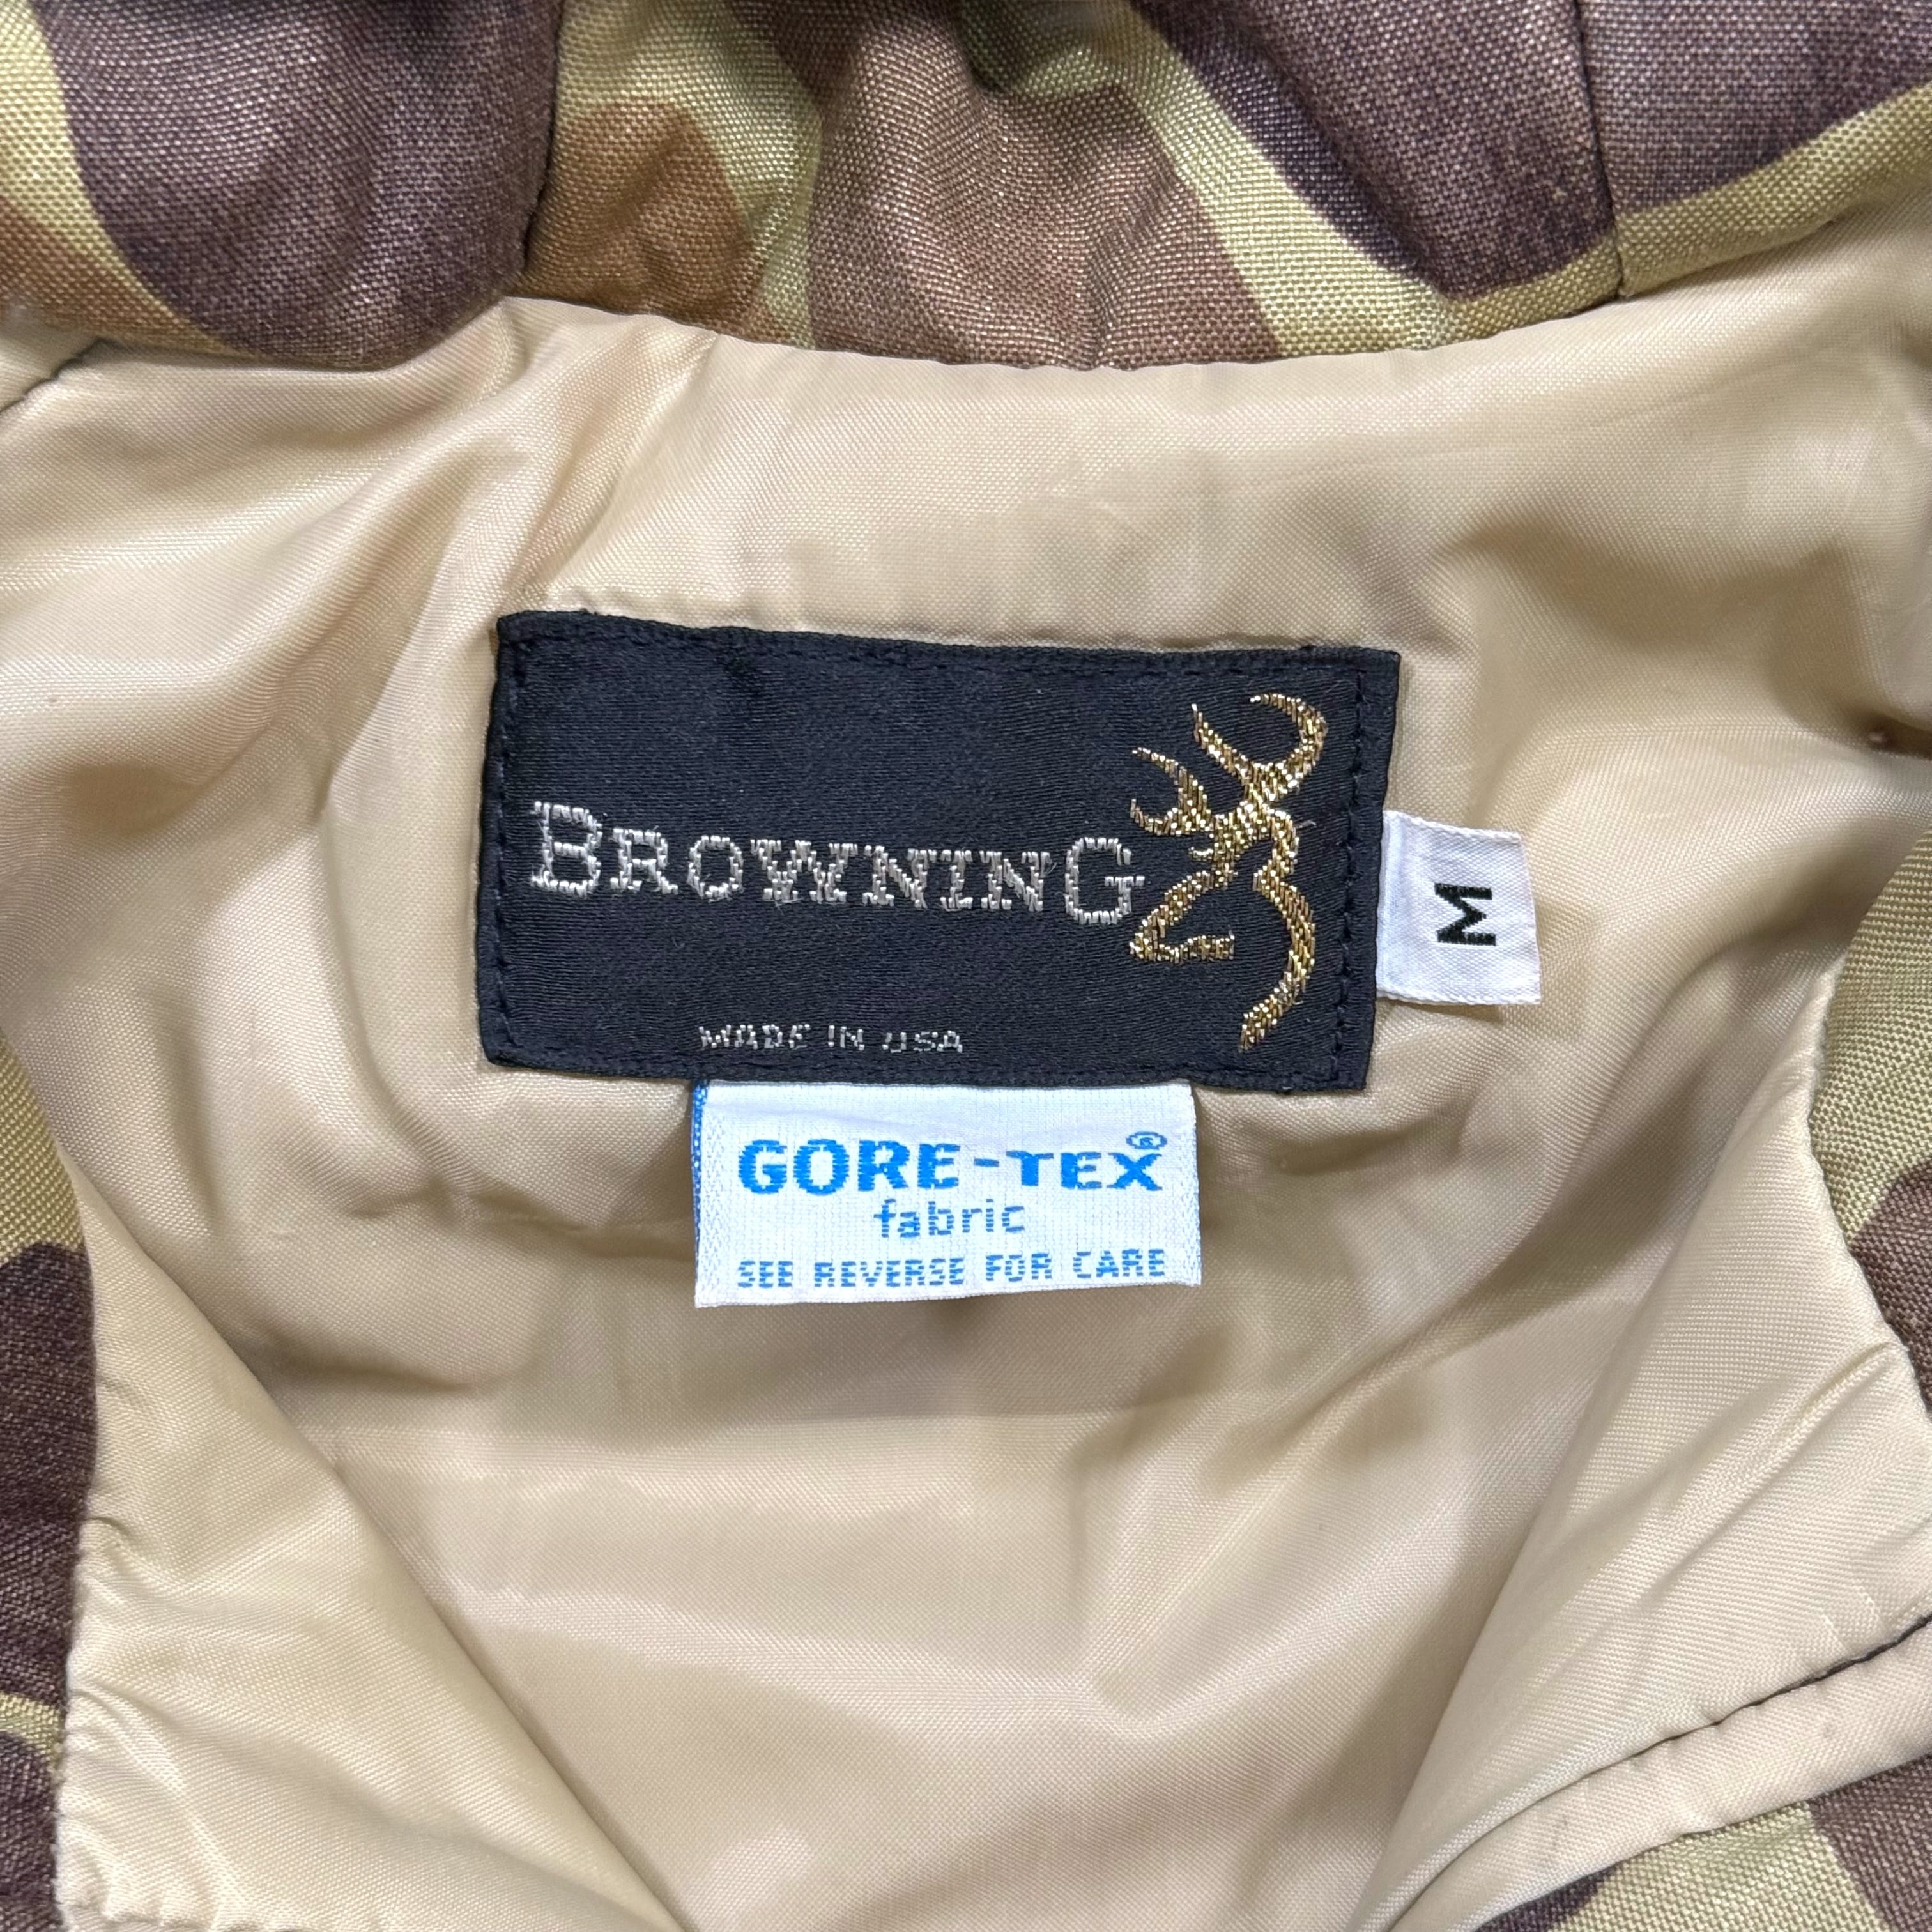 BROWNING
M
MADE IN USA
GORE-TEX®
fabric
SEE REVERSE FOR CARE